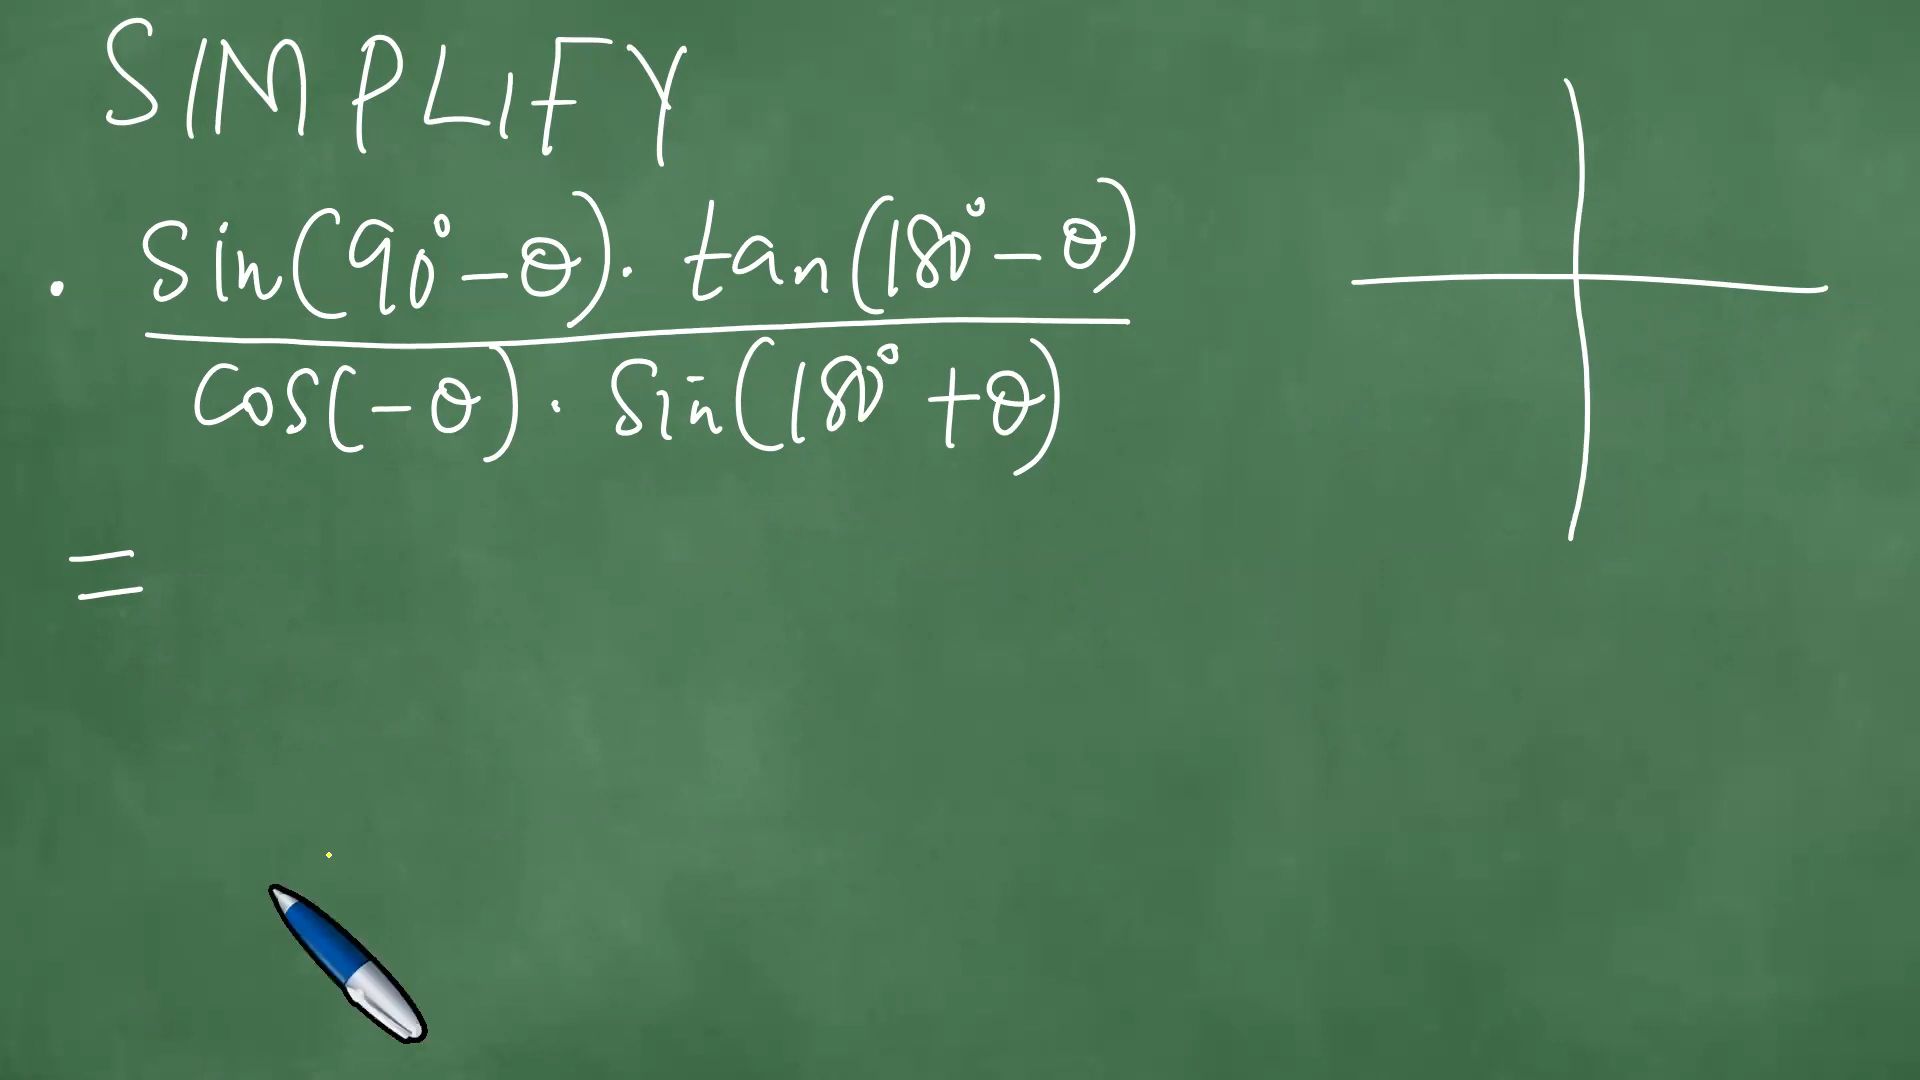 SIMPLIFY
. sin(90°-θ). tan(180°-θ)
cos(-θ). sin(180°+θ)
=